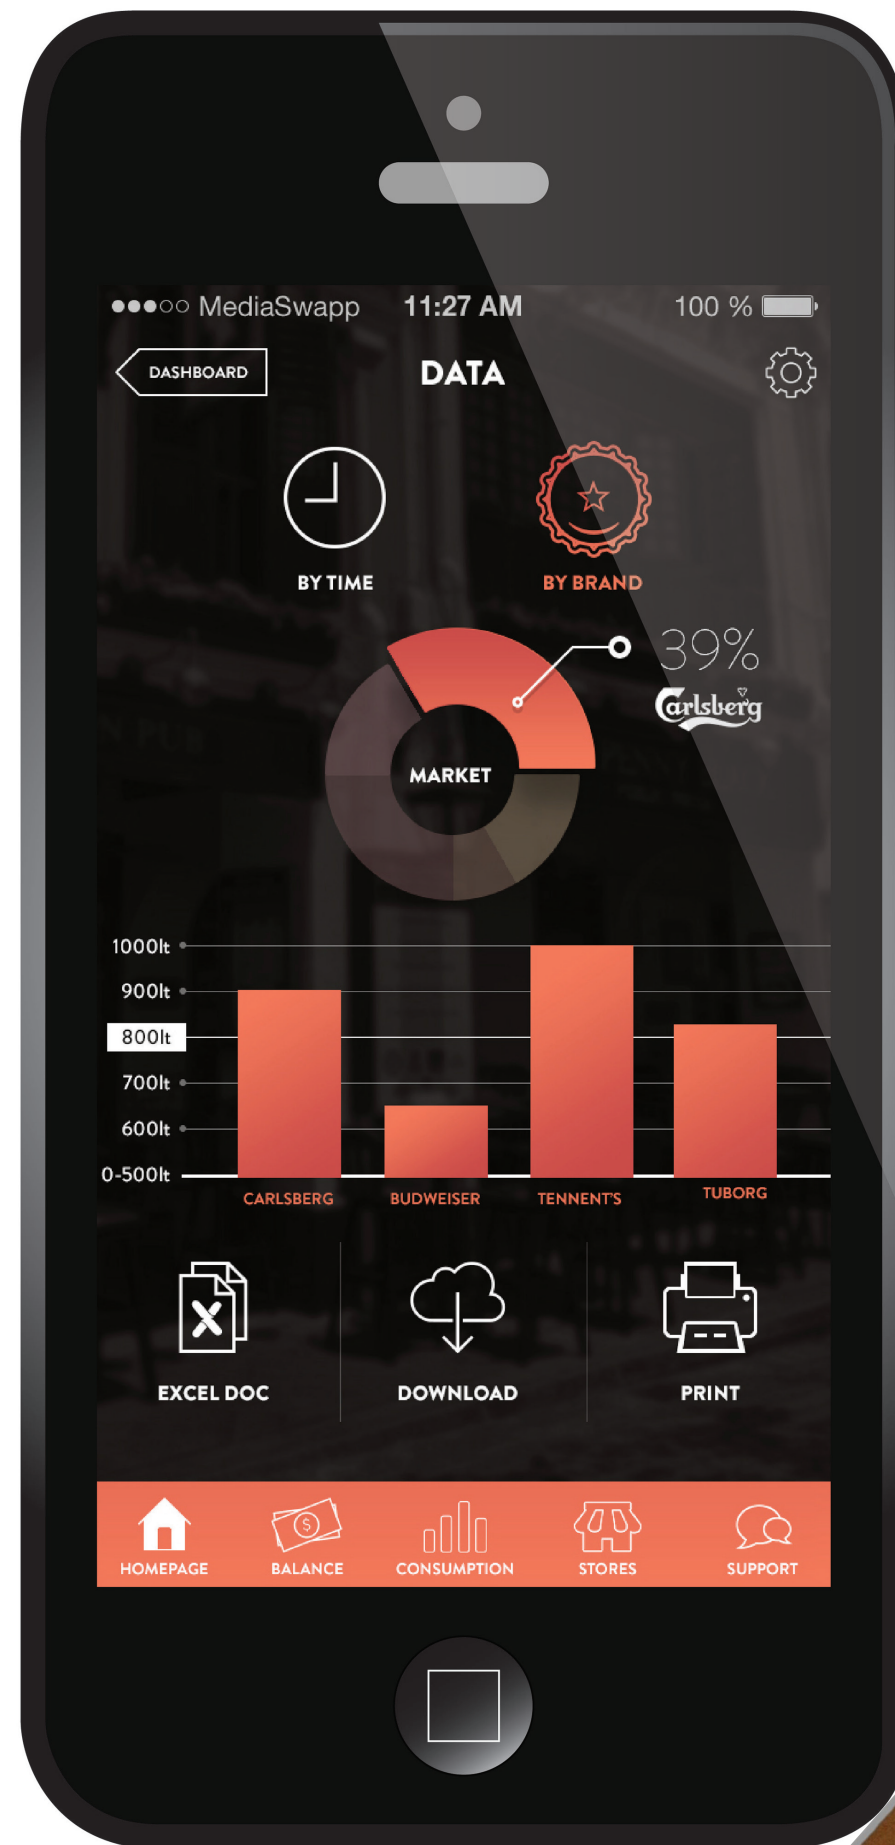 MediaSwapp 11:27 AM 100 %
DASHBOARD DATA
BY TIME BY BRAND
39%
Carlsberg
MARKET
1000lt
900lt
800lt
700lt
600lt
0-500lt
CARLSBERG BUDWEISER TENNENT'S TUBORG
EXCEL DOC DOWNLOAD PRINT
HOMEPAGE BALANCE CONSUMPTION STORES SUPPORT